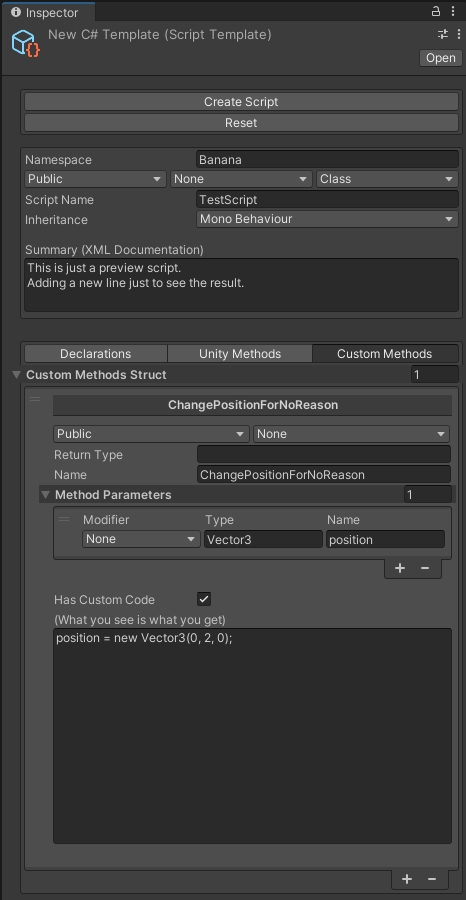 Inspector
New C# Template (Script Template)
Open
Create Script
Reset
Namespace Banana
Public None Class
Script Name TestScript
Inheritance Mono Behaviour
Summary (XML Documentation)
This is just a preview script.
Adding a new line just to see the result.
Declarations Unity Methods Custom Methods
Custom Methods Struct 1
ChangePositionForNoReason
Public None
Return Type
Name ChangePositionForNoReason
Method Parameters 1
Modifier Type Name
None Vector3 position
+ −
Has Custom Code
(What you see is what you get)
position = new Vector3(0, 2, 0);
+ −